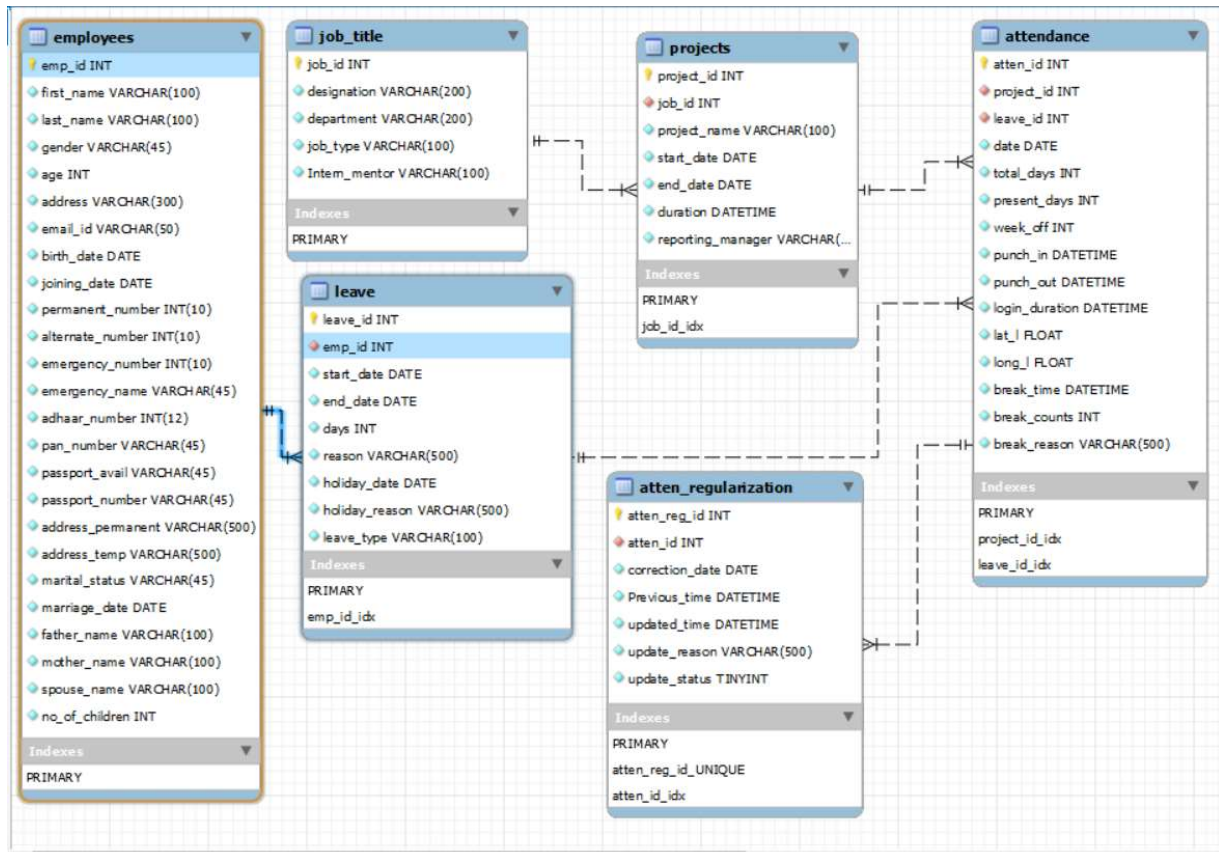 employees
emp_id INT
first_name VARCHAR(100)
last_name VARCHAR(100)
gender VARCHAR(45)
age INT
address VARCHAR(300)
email_id VARCHAR(50)
birth_date DATE
joining_date DATE
permanent_number INT(10)
alternate_number INT(10)
emergency_number INT(10)
emergency_name VARCHAR(45)
adhaar_number INT(12)
pan_number VARCHAR(45)
passport_avail VARCHAR(45)
passport_number VARCHAR(45)
address_permanent VARCHAR(500)
address_temp VARCHAR(500)
marital_status VARCHAR(45)
marriage_date DATE
father_name VARCHAR(100)
mother_name VARCHAR(100)
spouse_name VARCHAR(100)
no_of_children INT
Indexes
PRIMARY
job_title
job_id INT
designation VARCHAR(200)
department VARCHAR(200)
job_type VARCHAR(100)
Intern_mentor VARCHAR(100)
Indexes
PRIMARY
leave
leave_id INT
emp_id INT
start_date DATE
end_date DATE
days INT
reason VARCHAR(500)
holiday_date DATE
holiday_reason VARCHAR(500)
leave_type VARCHAR(100)
Indexes
PRIMARY
emp_id_idx
projects
project_id INT
job_id INT
project_name VARCHAR(100)
start_date DATE
end_date DATE
duration DATETIME
reporting_manager VARCHAR(...
Indexes
PRIMARY
job_id_idx
atten_regularization
atten_reg_id INT
atten_id INT
correction_date DATE
Previous_time DATETIME
updated_time DATETIME
update_reason VARCHAR(500)
update_status TINYINT
Indexes
PRIMARY
atten_reg_id_UNIQUE
atten_id_idx
attendance
atten_id INT
project_id INT
leave_id INT
date DATE
total_days INT
present_days INT
week_off INT
punch_in DATETIME
punch_out DATETIME
login_duration DATETIME
lat_l FLOAT
long_l FLOAT
break_time DATETIME
break_counts INT
break_reason VARCHAR(500)
Indexes
PRIMARY
project_id_idx
leave_id_idx